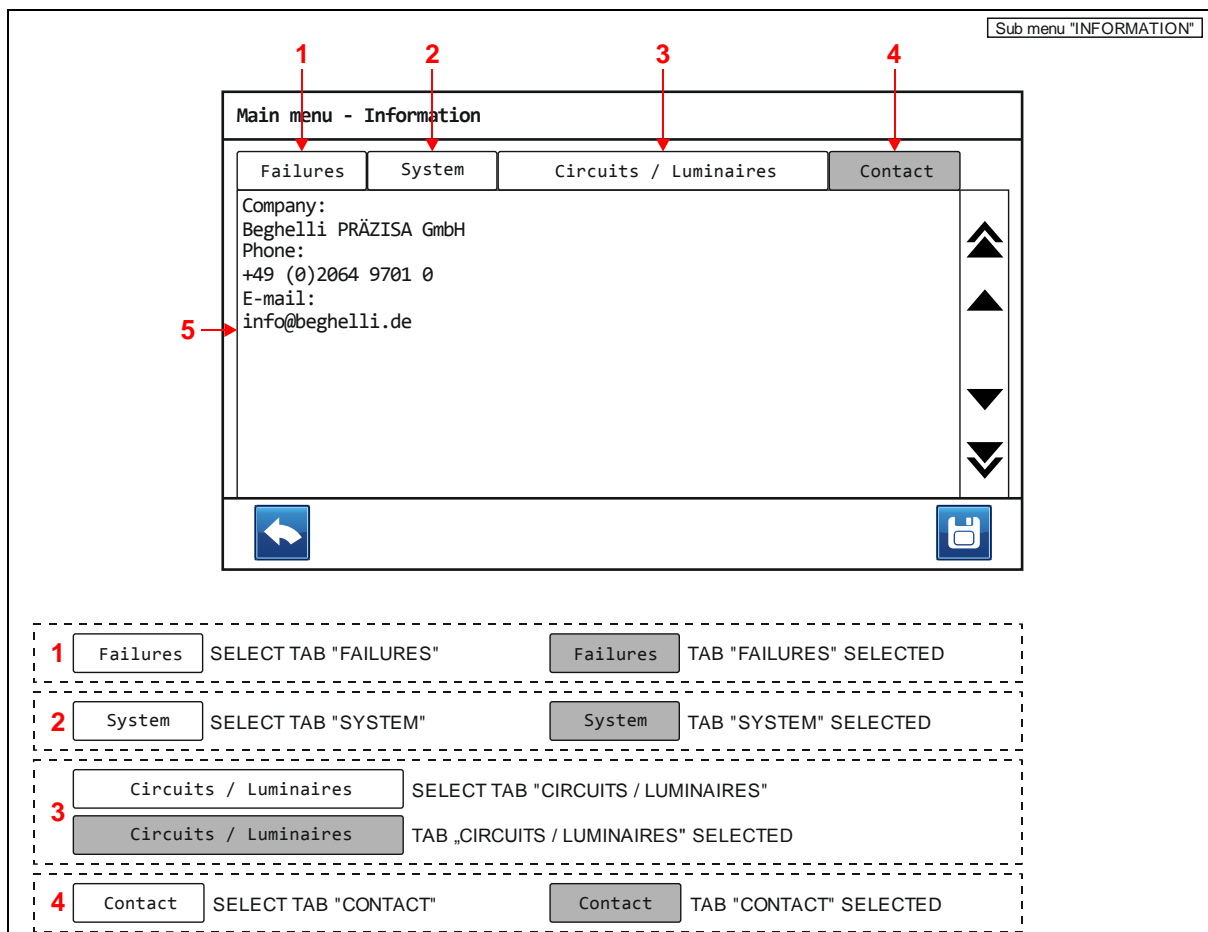 Sub menu "INFORMATION"
1 2 3 4
Main menu - Information
Failures System Circuits / Luminaires Contact
Company:
Beghelli PRÄZISA GmbH
Phone:
+49 (0)2064 9701 0
E-mail:
5 info@beghelli.de
1 Failures SELECT TAB "FAILURES" Failures TAB "FAILURES" SELECTED
2 System SELECT TAB "SYSTEM" System TAB "SYSTEM" SELECTED
Circuits / Luminaires SELECT TAB "CIRCUITS / LUMINAIRES"
3
Circuits / Luminaires TAB „CIRCUITS / LUMINAIRES" SELECTED
4 Contact SELECT TAB "CONTACT" Contact TAB "CONTACT" SELECTED